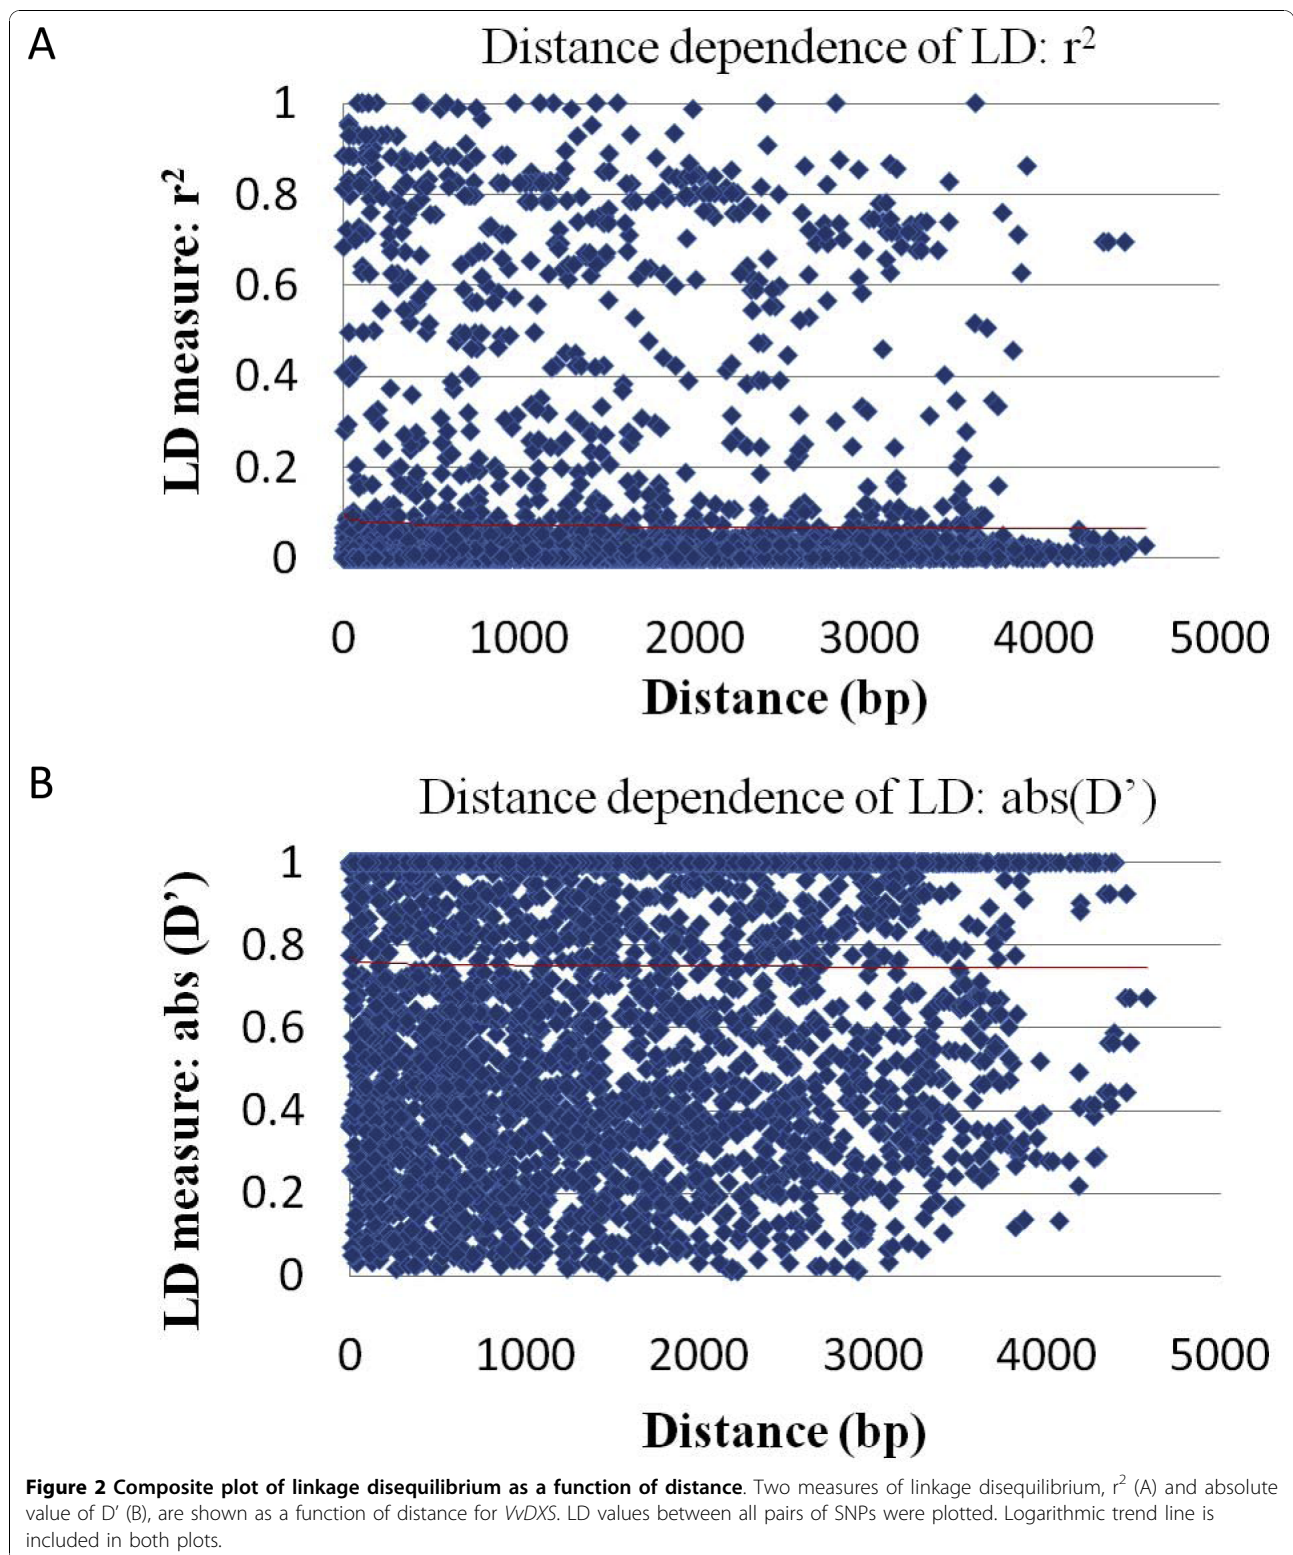 A
Distance dependence of LD: r²
1
0.8
0.6
0.4
0.2
0
LD measure: r²
0 1000 2000 3000 4000 5000
Distance (bp)
B
Distance dependence of LD: abs(D’)
1
0.8
0.6
0.4
0.2
0
LD measure: abs (D’)
0 1000 2000 3000 4000 5000
Distance (bp)
Figure 2 Composite plot of linkage disequilibrium as a function of distance. Two measures of linkage disequilibrium, r² (A) and absolute
value of D’ (B), are shown as a function of distance for VvDXS. LD values between all pairs of SNPs were plotted. Logarithmic trend line is
included in both plots.